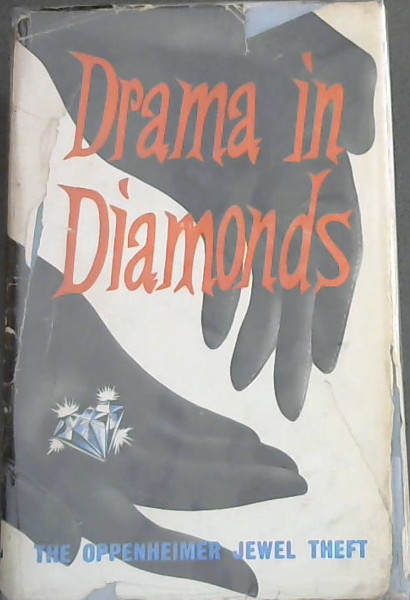 Drama in
Diamonds
THE OPPENHEIMER JEWEL THEFT